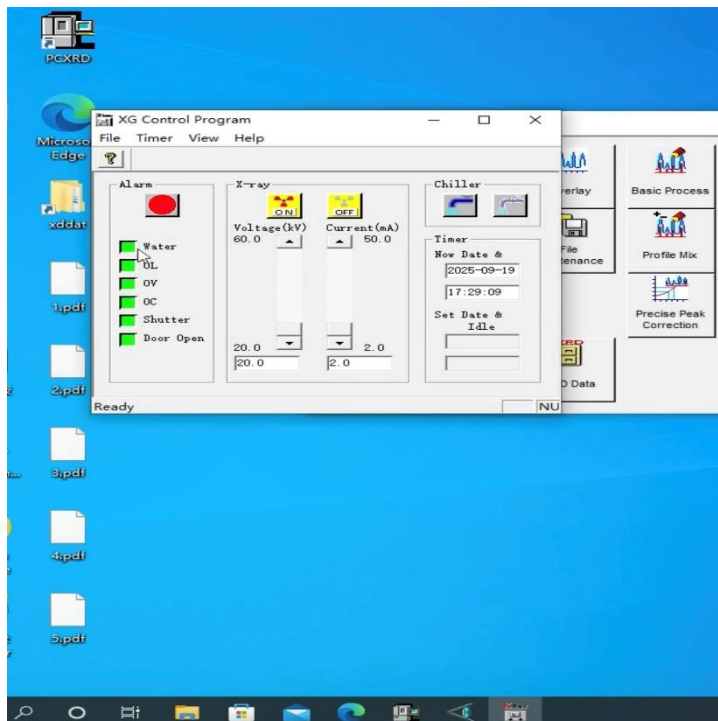 PCXRD
XG Control Program
File Timer View Help
Edge
xddat
1.pdf
2.pdf
3.pdf
4.pdf
5.pdf
Alarm
Water
OL
OV
OC
Shutter
Door Open
X-ray
ON
OFF
Voltage(kV) Current(mA)
60.0 50.0
20.0 2.0
20.0 2.0
Chiller
Timer
Now Date &
2025-09-19
17:29:09
Set Date &
Idle
Ready
NU
Basic Process
File
Profile Mix
Precise Peak
Correction
Data